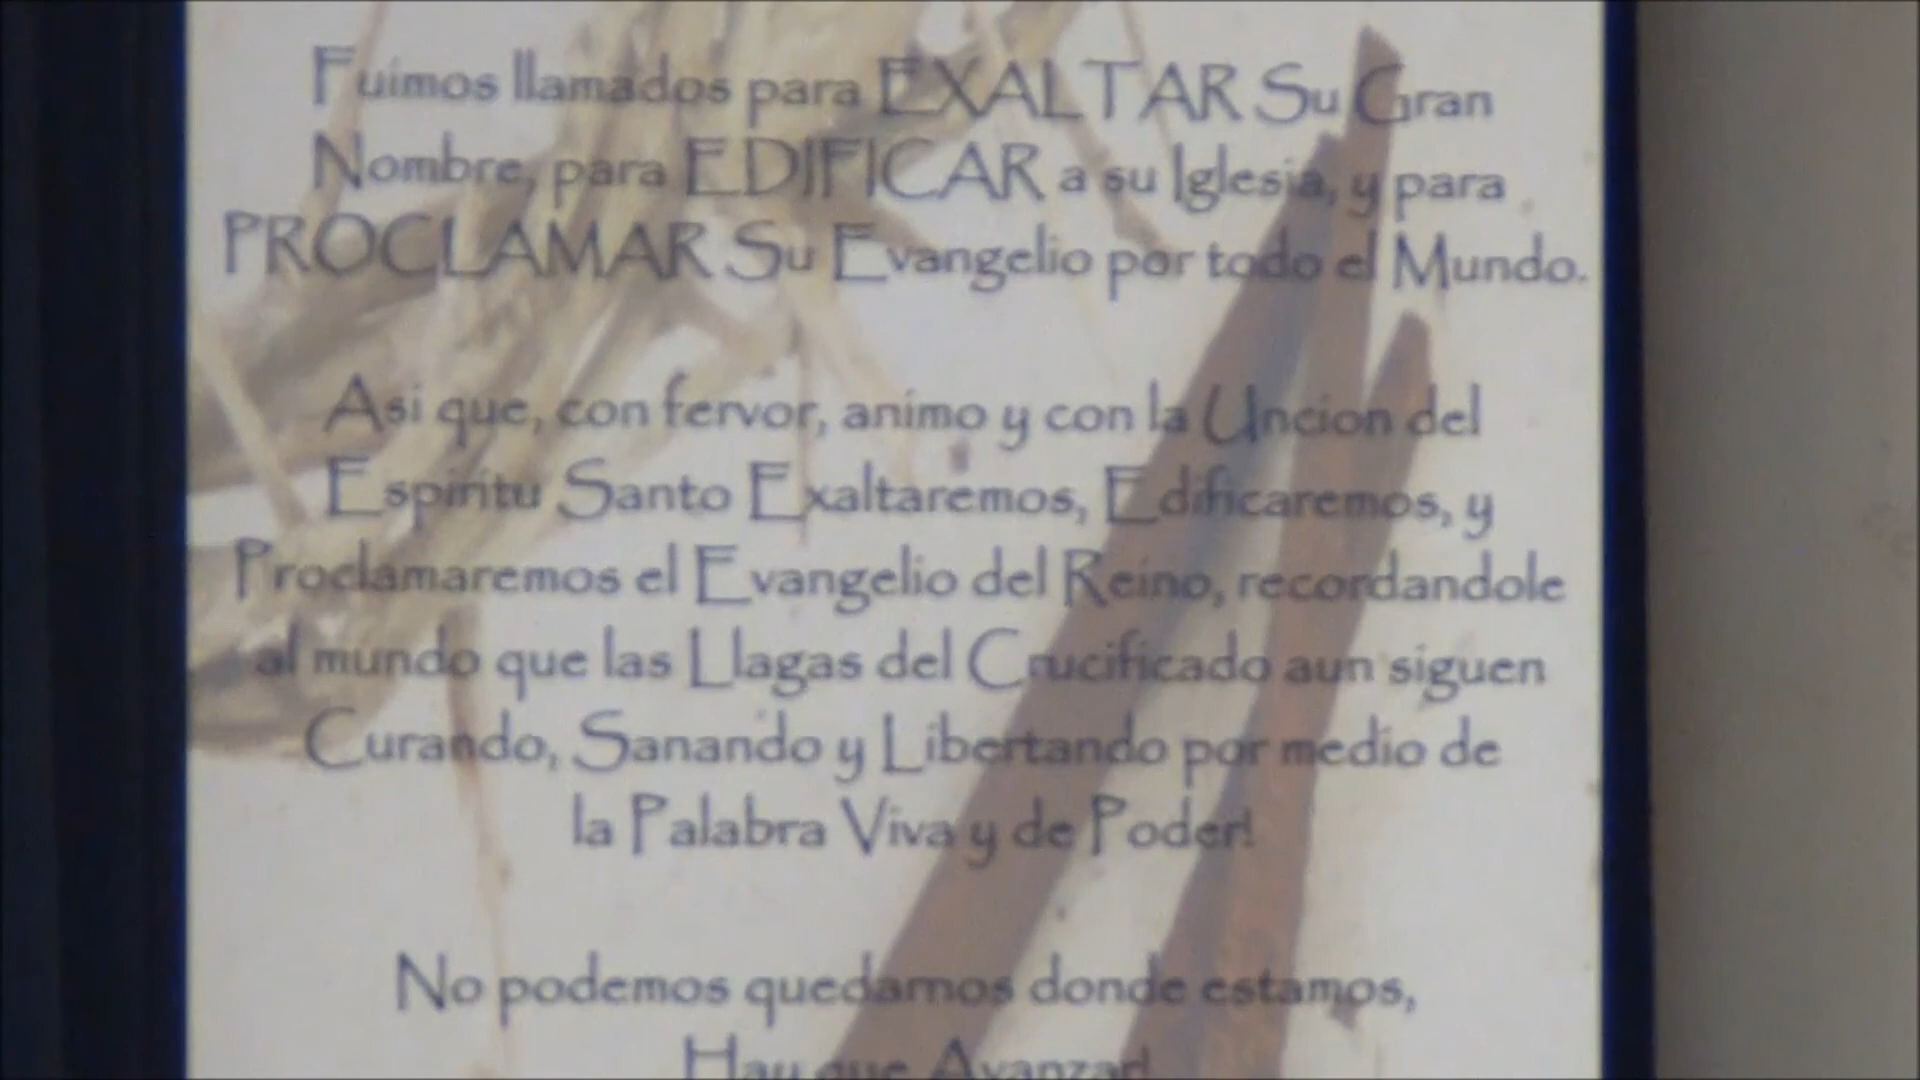 Fuimos llamados para EXALTAR Su Gran
Nombre, para EDIFICAR a su Iglesia, y para
PROCLAMAR Su Evangelio por todo el Mundo.
Asi que, con fervor, animo y con la Uncion del
Espiritu Santo Exaltaremos, Edificaremos, y
Proclamaremos el Evangelio del Reino, recordandole
al mundo que las Llagas del Crucificado aun siguen
Curando, Sanando y Libertando por medio de
la Palabra Viva y de Poder!
No podemos quedarnos donde estamos,
Hay que Avanzar!